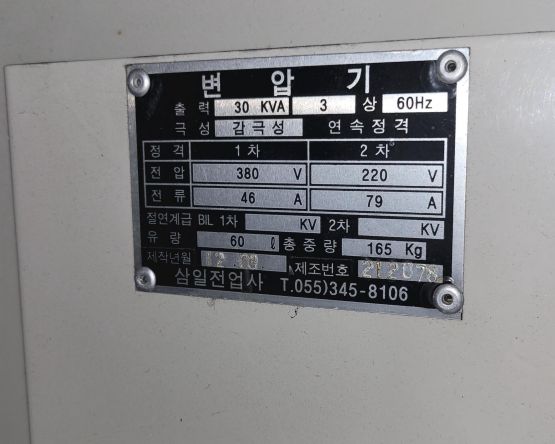 변 압 기
출 력 30 KVA 3 상 60Hz
극 성 감극성 연속정격
정 격 1 차 2 차
전 압 380 V 220 V
전 류 46 A 79 A
절연계급 BIL 1차 KV 2차 KV
유 량 60 ℓ 총 중 량 165 Kg
제작년월 제조번호
삼일전업사 T.055)345-8106